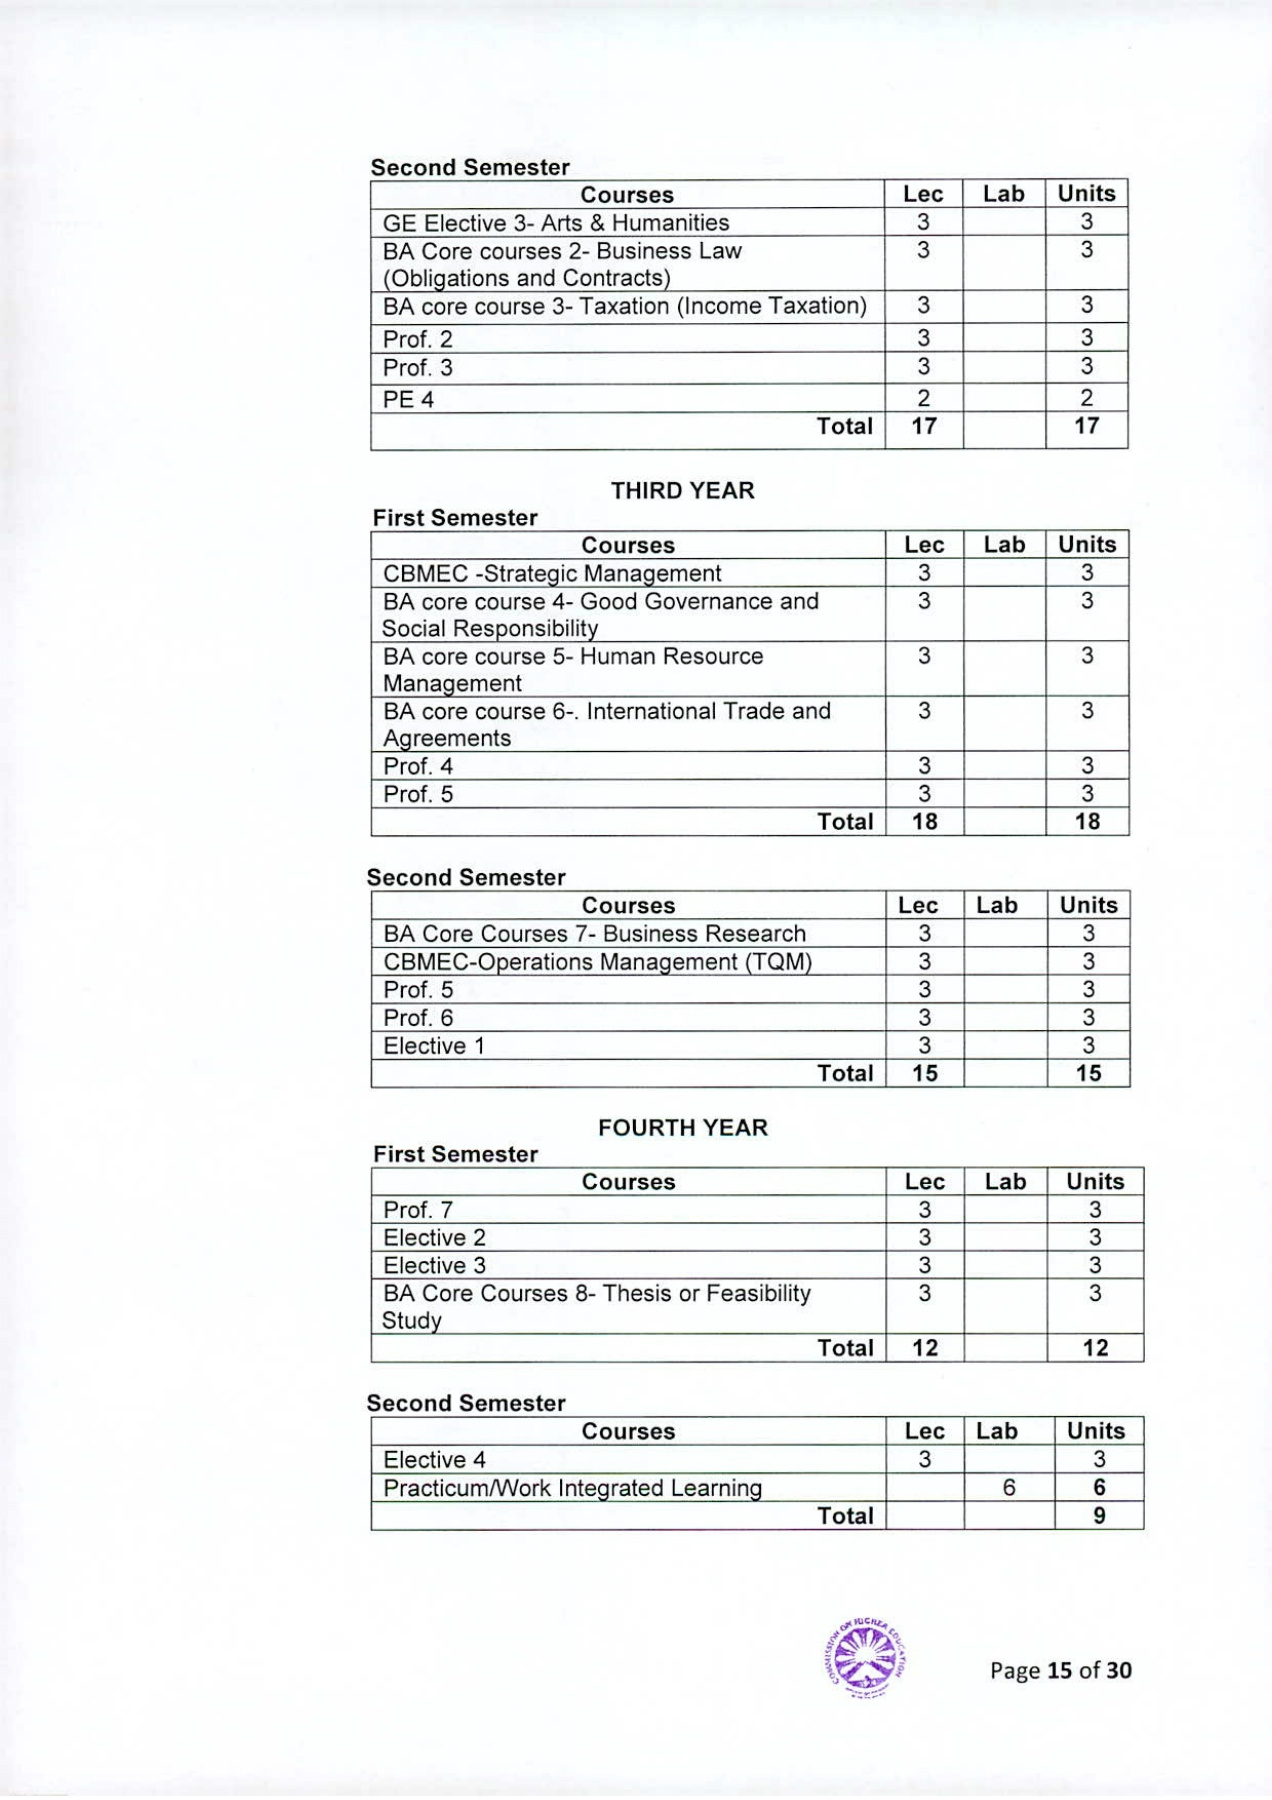 Second Semester
Courses Lec Lab Units
GE Elective 3- Arts & Humanities 3 3
BA Core courses 2- Business Law 3 3
(Obligations and Contracts)
BA core course 3- Taxation (Income Taxation) 3 3
Prof. 2 3 3
Prof. 3 3 3
PE 4 2 2
Total 17 17
THIRD YEAR
First Semester
Courses Lec Lab Units
CBMEC -Strategic Management 3 3
BA core course 4- Good Governance and 3 3
Social Responsibility
BA core course 5- Human Resource 3 3
Management
BA core course 6-. International Trade and 3 3
Agreements
Prof. 4 3 3
Prof. 5 3 3
Total 18 18
Second Semester
Courses Lec Lab Units
BA Core Courses 7- Business Research 3 3
CBMEC-Operations Management (TQM) 3 3
Prof. 5 3 3
Prof. 6 3 3
Elective 1 3 3
Total 15 15
FOURTH YEAR
First Semester
Courses Lec Lab Units
Prof. 7 3 3
Elective 2 3 3
Elective 3 3 3
BA Core Courses 8- Thesis or Feasibility 3 3
Study
Total 12 12
Second Semester
Courses Lec Lab Units
Elective 4 3 3
Practicum/Work Integrated Learning 6 6
Total 9
COMMISSION ON HIGHER EDUCATION
Page 15 of 30